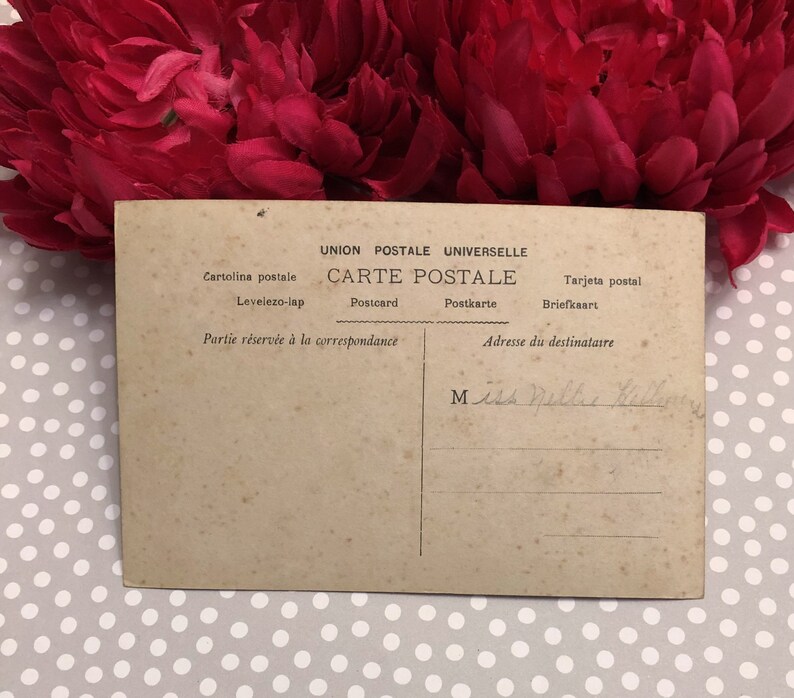 UNION POSTALE UNIVERSELLE
Cartolina postale CARTE POSTALE Tarjeta postal
Levelezo-lap Postcard Postkarte Briefkaart
Partie réservée à la correspondance
Adresse du destinataire
Miss Nellie